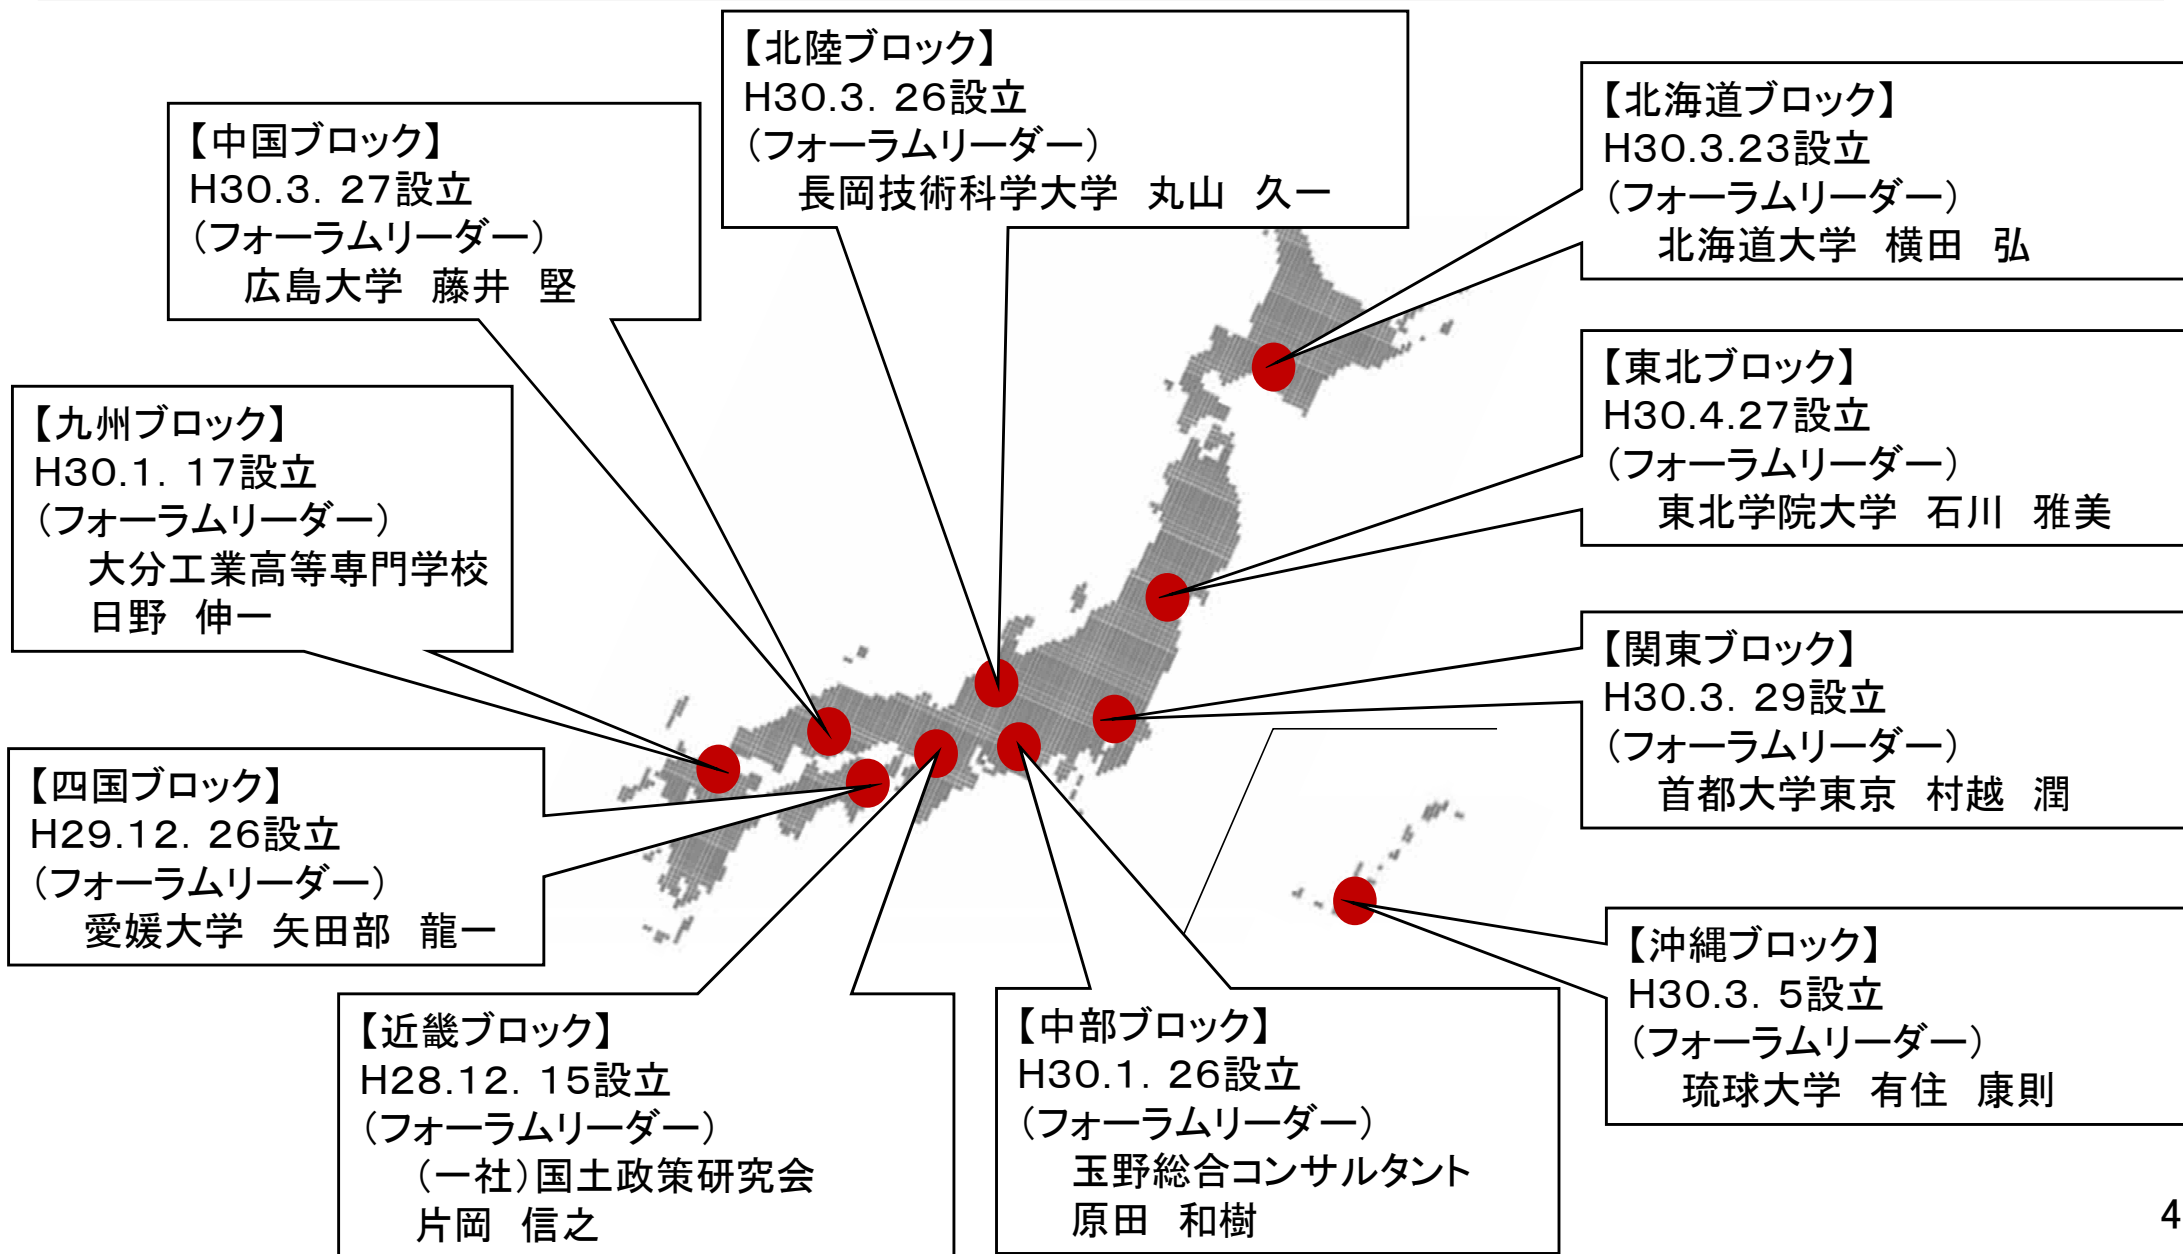 【北陸ブロック】
H30.3. 26設立
(フォーラムリーダー)
長岡技術科学大学　丸山　久一
【北海道ブロック】
H30.3.23設立
(フォーラムリーダー)
北海道大学　横田　弘
【中国ブロック】
H30.3. 27設立
(フォーラムリーダー)
広島大学　藤井　堅
【東北ブロック】
H30.4.27設立
(フォーラムリーダー)
東北学院大学　石川　雅美
【九州ブロック】
H30.1. 17設立
(フォーラムリーダー)
大分工業高等専門学校
日野　伸一
【関東ブロック】
H30.3. 29設立
(フォーラムリーダー)
首都大学東京　村越　潤
【四国ブロック】
H29.12. 26設立
(フォーラムリーダー)
愛媛大学　矢田部　龍一
【沖縄ブロック】
H30.3. 5設立
(フォーラムリーダー)
琉球大学　有住　康則
【近畿ブロック】
H28.12. 15設立
(フォーラムリーダー)
(一社)国土政策研究会
片岡　信之
【中部ブロック】
H30.1. 26設立
(フォーラムリーダー)
玉野総合コンサルタント
原田　和樹
4